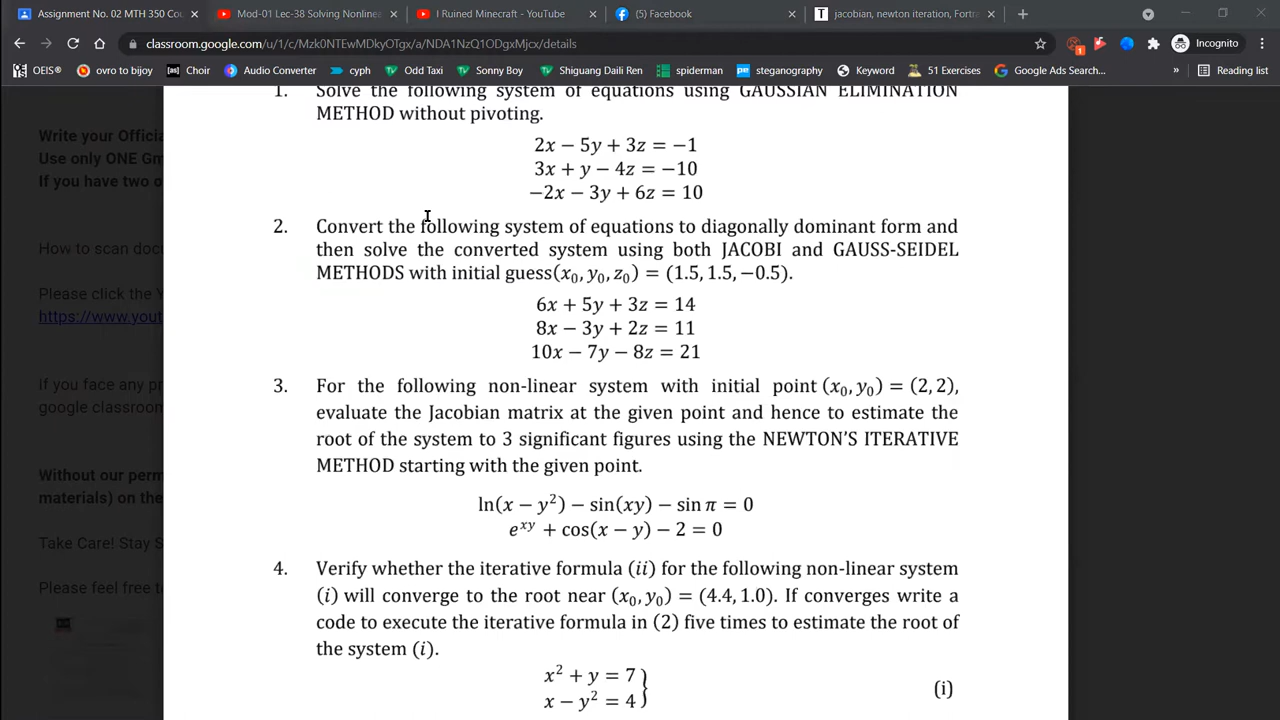 Assignment No. 02 MTH 350 Cou
Mod-01 Lec-38 Solving Nonline
I Ruined Minecraft - YouTube
(5) Facebook
jacobian, newton iteration, Fortr
classroom.google.com/u/1/c/Mzk0NTEwMDkyOTgx/a/NDA1NzQ1ODgxMjcx/details
Incognito
OEIS® ovro to bijoy Choir Audio Converter cyph Odd Taxi Sonny Boy Shiguang Daili Ren spiderman steganography Keyword 51 Exercises Google Ads Search... » Reading list
Write your Officia
Use only ONE Gm
If you have two o
How to scan docu
Please click the Y
https://www.yout
If you face any pr
google classroom
Without our perm
materials) on the
Take Care! Stay S
Please feel free to
1. Solve the following system of equations using GAUSSIAN ELIMINATION
METHOD without pivoting.
2x − 5y + 3z = −1
3x + y − 4z = −10
−2x − 3y + 6z = 10
2. Convert the following system of equations to diagonally dominant form and
then solve the converted system using both JACOBI and GAUSS-SEIDEL
METHODS with initial guess(x₀, y₀, z₀) = (1.5, 1.5, −0.5).
6x + 5y + 3z = 14
8x − 3y + 2z = 11
10x − 7y − 8z = 21
3. For the following non-linear system with initial point (x₀, y₀) = (2, 2),
evaluate the Jacobian matrix at the given point and hence to estimate the
root of the system to 3 significant figures using the NEWTON'S ITERATIVE
METHOD starting with the given point.
ln(x − y²) − sin(xy) − sin π = 0
eˣʸ + cos(x − y) − 2 = 0
4. Verify whether the iterative formula (ii) for the following non-linear system
(i) will converge to the root near (x₀, y₀) = (4.4, 1.0). If converges write a
code to execute the iterative formula in (2) five times to estimate the root of
the system (i).
x² + y = 7
x − y² = 4} (i)